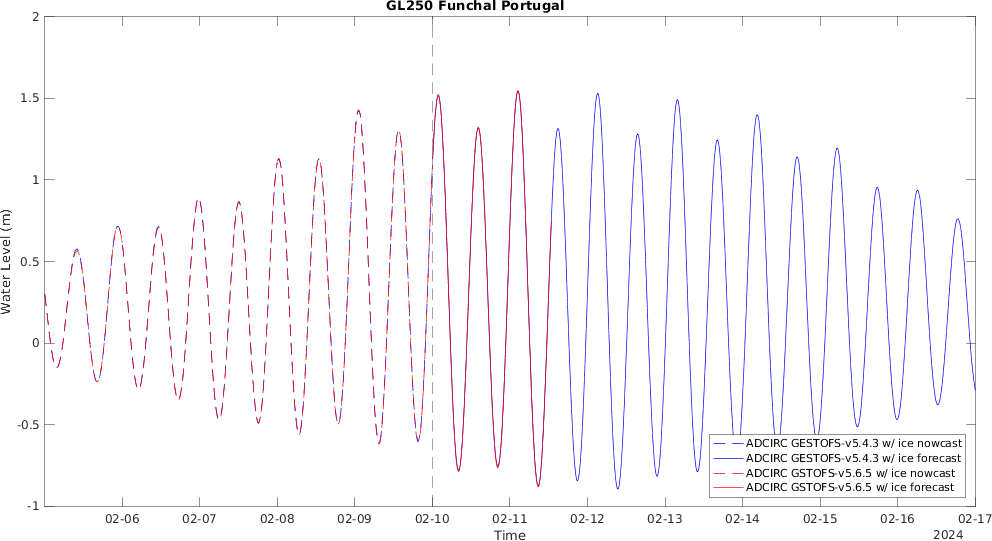 GL250 Funchal Portugal
2
1.5
1
0.5
0
-0.5
-1
Water Level (m)
02-06 02-07 02-08 02-09 02-10 02-11 02-12 02-13 02-14 02-15 02-16 02-17
Time
2024
ADCIRC GESTOFS-v5.4.3 w/ ice nowcast
ADCIRC GESTOFS-v5.4.3 w/ ice forecast
ADCIRC GSTOFS-v5.6.5 w/ ice nowcast
ADCIRC GSTOFS-v5.6.5 w/ ice forecast